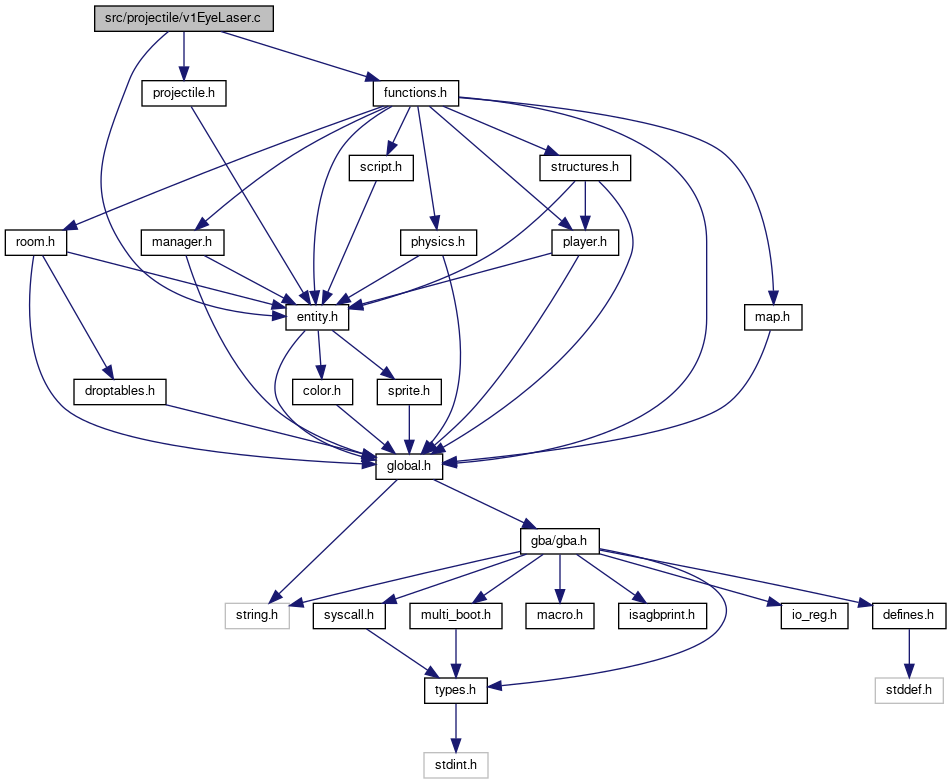 src/projectile/v1EyeLaser.c
projectile.h
functions.h
script.h
structures.h
room.h
manager.h
physics.h
player.h
entity.h
map.h
droptables.h
color.h
sprite.h
global.h
gba/gba.h
string.h
syscall.h
multi_boot.h
macro.h
isagbprint.h
io_reg.h
defines.h
types.h
stddef.h
stdint.h